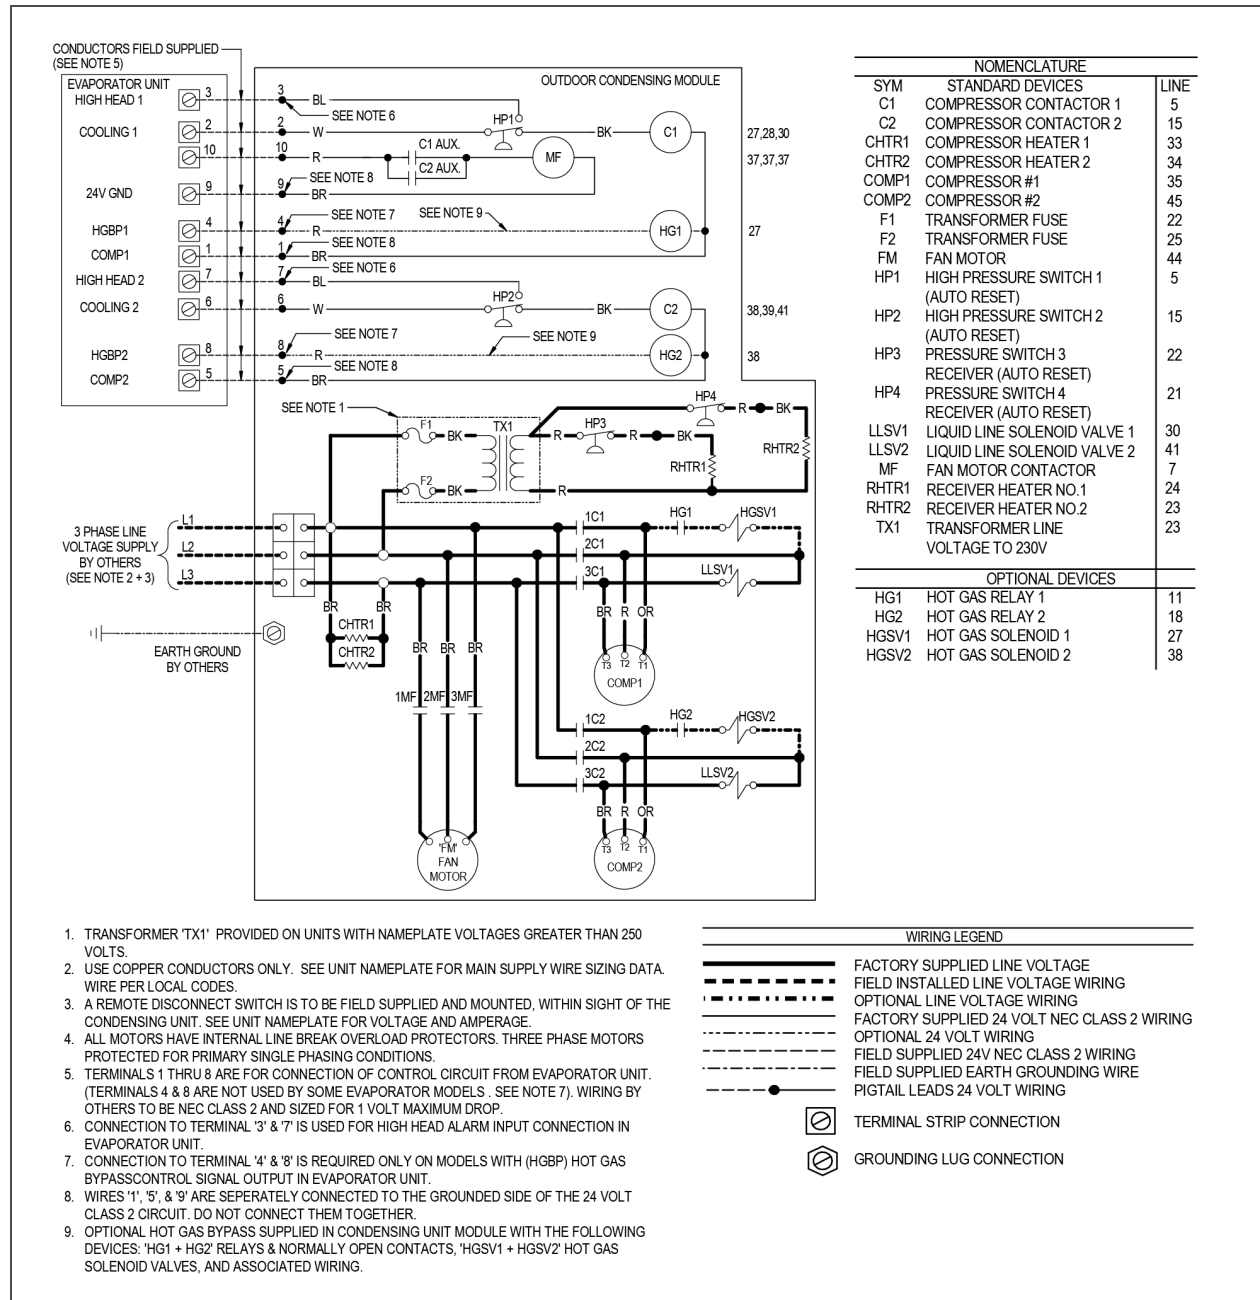 CONDUCTORS FIELD SUPPLIED
(SEE NOTE 5)
EVAPORATOR UNIT
OUTDOOR CONDENSING MODULE
HIGH HEAD 1
3
3
BL
SEE NOTE 6
COOLING 1
2
2
W
HP1
BK
C1
27,28,30
10
10
R
C1 AUX.
C2 AUX.
MF
37,37,37
24V GND
9
9
SEE NOTE 8
BR
HGBP1
4
4
SEE NOTE 7
SEE NOTE 9
R
HG1
27
COMP1
1
1
SEE NOTE 8
BR
HIGH HEAD 2
7
7
SEE NOTE 6
BL
COOLING 2
6
6
W
HP2
BK
C2
38,39,41
HGBP2
8
8
SEE NOTE 7
SEE NOTE 9
R
HG2
38
COMP2
5
5
SEE NOTE 8
BR
SEE NOTE 1
F1
BK
TX1
R
HP3
R
BK
HP4
R
BK
RHTR1
RHTR2
F2
BK
R
3 PHASE LINE
VOLTAGE SUPPLY
BY OTHERS
(SEE NOTE 2 + 3)
L1
L2
L3
1C1
2C1
3C1
HG1
HGSV1
LLSV1
EARTH GROUND
BY OTHERS
BR
BR
CHTR1
CHTR2
BR
BR
BR
BR
R
OR
T3
T2
T1
COMP1
1MF
2MF
3MF
1C2
2C2
3C2
HG2
HGSV2
LLSV2
BR
R
OR
T3
T2
T1
COMP2
'FM'
FAN
MOTOR
NOMENCLATURE
SYM STANDARD DEVICES LINE
C1 COMPRESSOR CONTACTOR 1 5
C2 COMPRESSOR CONTACTOR 2 15
CHTR1 COMPRESSOR HEATER 1 33
CHTR2 COMPRESSOR HEATER 2 34
COMP1 COMPRESSOR #1 35
COMP2 COMPRESSOR #2 45
F1 TRANSFORMER FUSE 22
F2 TRANSFORMER FUSE 25
FM FAN MOTOR 44
HP1 HIGH PRESSURE SWITCH 1 5
(AUTO RESET)
HP2 HIGH PRESSURE SWITCH 2 15
(AUTO RESET)
HP3 PRESSURE SWITCH 3 22
RECEIVER (AUTO RESET)
HP4 PRESSURE SWITCH 4 21
RECEIVER (AUTO RESET)
LLSV1 LIQUID LINE SOLENOID VALVE 1 30
LLSV2 LIQUID LINE SOLENOID VALVE 2 41
MF FAN MOTOR CONTACTOR 7
RHTR1 RECEIVER HEATER NO.1 24
RHTR2 RECEIVER HEATER NO.2 23
TX1 TRANSFORMER LINE 23
VOLTAGE TO 230V
OPTIONAL DEVICES
HG1 HOT GAS RELAY 1 11
HG2 HOT GAS RELAY 2 18
HGSV1 HOT GAS SOLENOID 1 27
HGSV2 HOT GAS SOLENOID 2 38
1. TRANSFORMER 'TX1' PROVIDED ON UNITS WITH NAMEPLATE VOLTAGES GREATER THAN 250
VOLTS.
2. USE COPPER CONDUCTORS ONLY. SEE UNIT NAMEPLATE FOR MAIN SUPPLY WIRE SIZING DATA.
WIRE PER LOCAL CODES.
3. A REMOTE DISCONNECT SWITCH IS TO BE FIELD SUPPLIED AND MOUNTED, WITHIN SIGHT OF THE
CONDENSING UNIT. SEE UNIT NAMEPLATE FOR VOLTAGE AND AMPERAGE.
4. ALL MOTORS HAVE INTERNAL LINE BREAK OVERLOAD PROTECTORS. THREE PHASE MOTORS
PROTECTED FOR PRIMARY SINGLE PHASING CONDITIONS.
5. TERMINALS 1 THRU 8 ARE FOR CONNECTION OF CONTROL CIRCUIT FROM EVAPORATOR UNIT.
(TERMINALS 4 & 8 ARE NOT USED BY SOME EVAPORATOR MODELS . SEE NOTE 7). WIRING BY
OTHERS TO BE NEC CLASS 2 AND SIZED FOR 1 VOLT MAXIMUM DROP.
6. CONNECTION TO TERMINAL '3' & '7' IS USED FOR HIGH HEAD ALARM INPUT CONNECTION IN
EVAPORATOR UNIT.
7. CONNECTION TO TERMINAL '4' & '8' IS REQUIRED ONLY ON MODELS WITH (HGBP) HOT GAS
BYPASSCONTROL SIGNAL OUTPUT IN EVAPORATOR UNIT.
8. WIRES '1', '5', & '9' ARE SEPERATELY CONNECTED TO THE GROUNDED SIDE OF THE 24 VOLT
CLASS 2 CIRCUIT. DO NOT CONNECT THEM TOGETHER.
9. OPTIONAL HOT GAS BYPASS SUPPLIED IN CONDENSING UNIT MODULE WITH THE FOLLOWING
DEVICES: 'HG1 + HG2' RELAYS & NORMALLY OPEN CONTACTS, 'HGSV1 + HGSV2' HOT GAS
SOLENOID VALVES, AND ASSOCIATED WIRING.
WIRING LEGEND
FACTORY SUPPLIED LINE VOLTAGE
FIELD INSTALLED LINE VOLTAGE WIRING
OPTIONAL LINE VOLTAGE WIRING
FACTORY SUPPLIED 24 VOLT NEC CLASS 2 WIRING
OPTIONAL 24 VOLT WIRING
FIELD SUPPLIED 24V NEC CLASS 2 WIRING
FIELD SUPPLIED EARTH GROUNDING WIRE
PIGTAIL LEADS 24 VOLT WIRING
TERMINAL STRIP CONNECTION
GROUNDING LUG CONNECTION